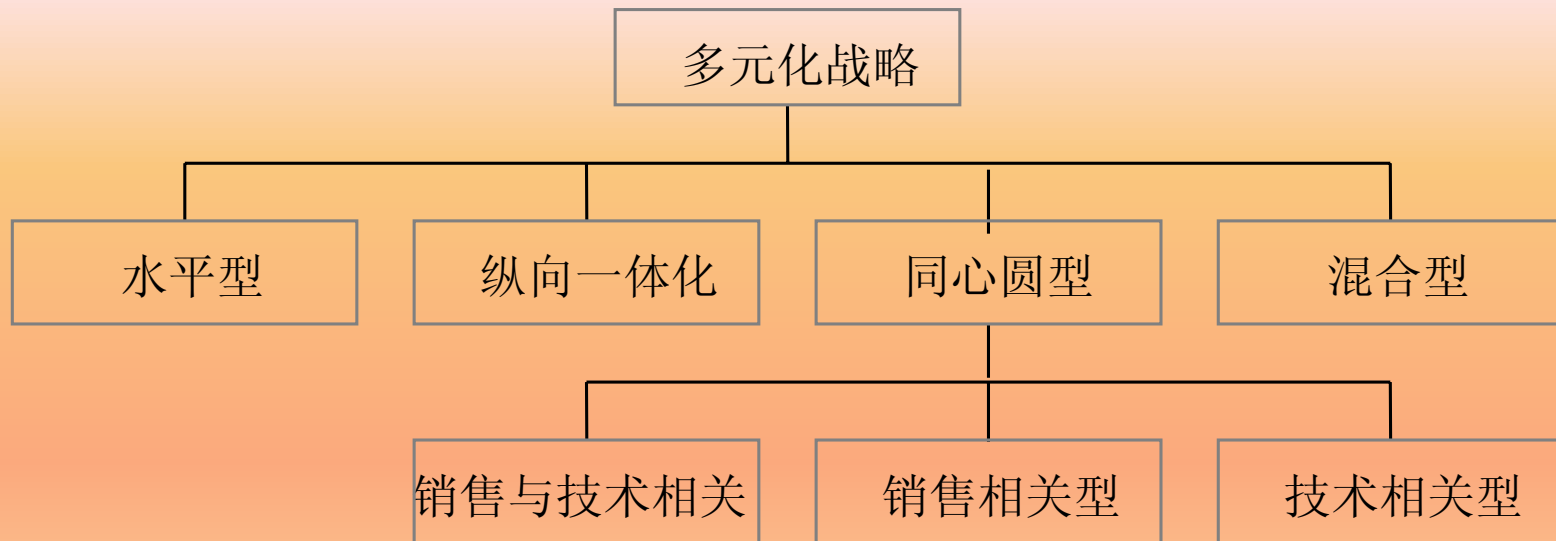 多元化战略
水平型
纵向一体化
同心圆型
混合型
销售与技术相关
销售相关型
技术相关型